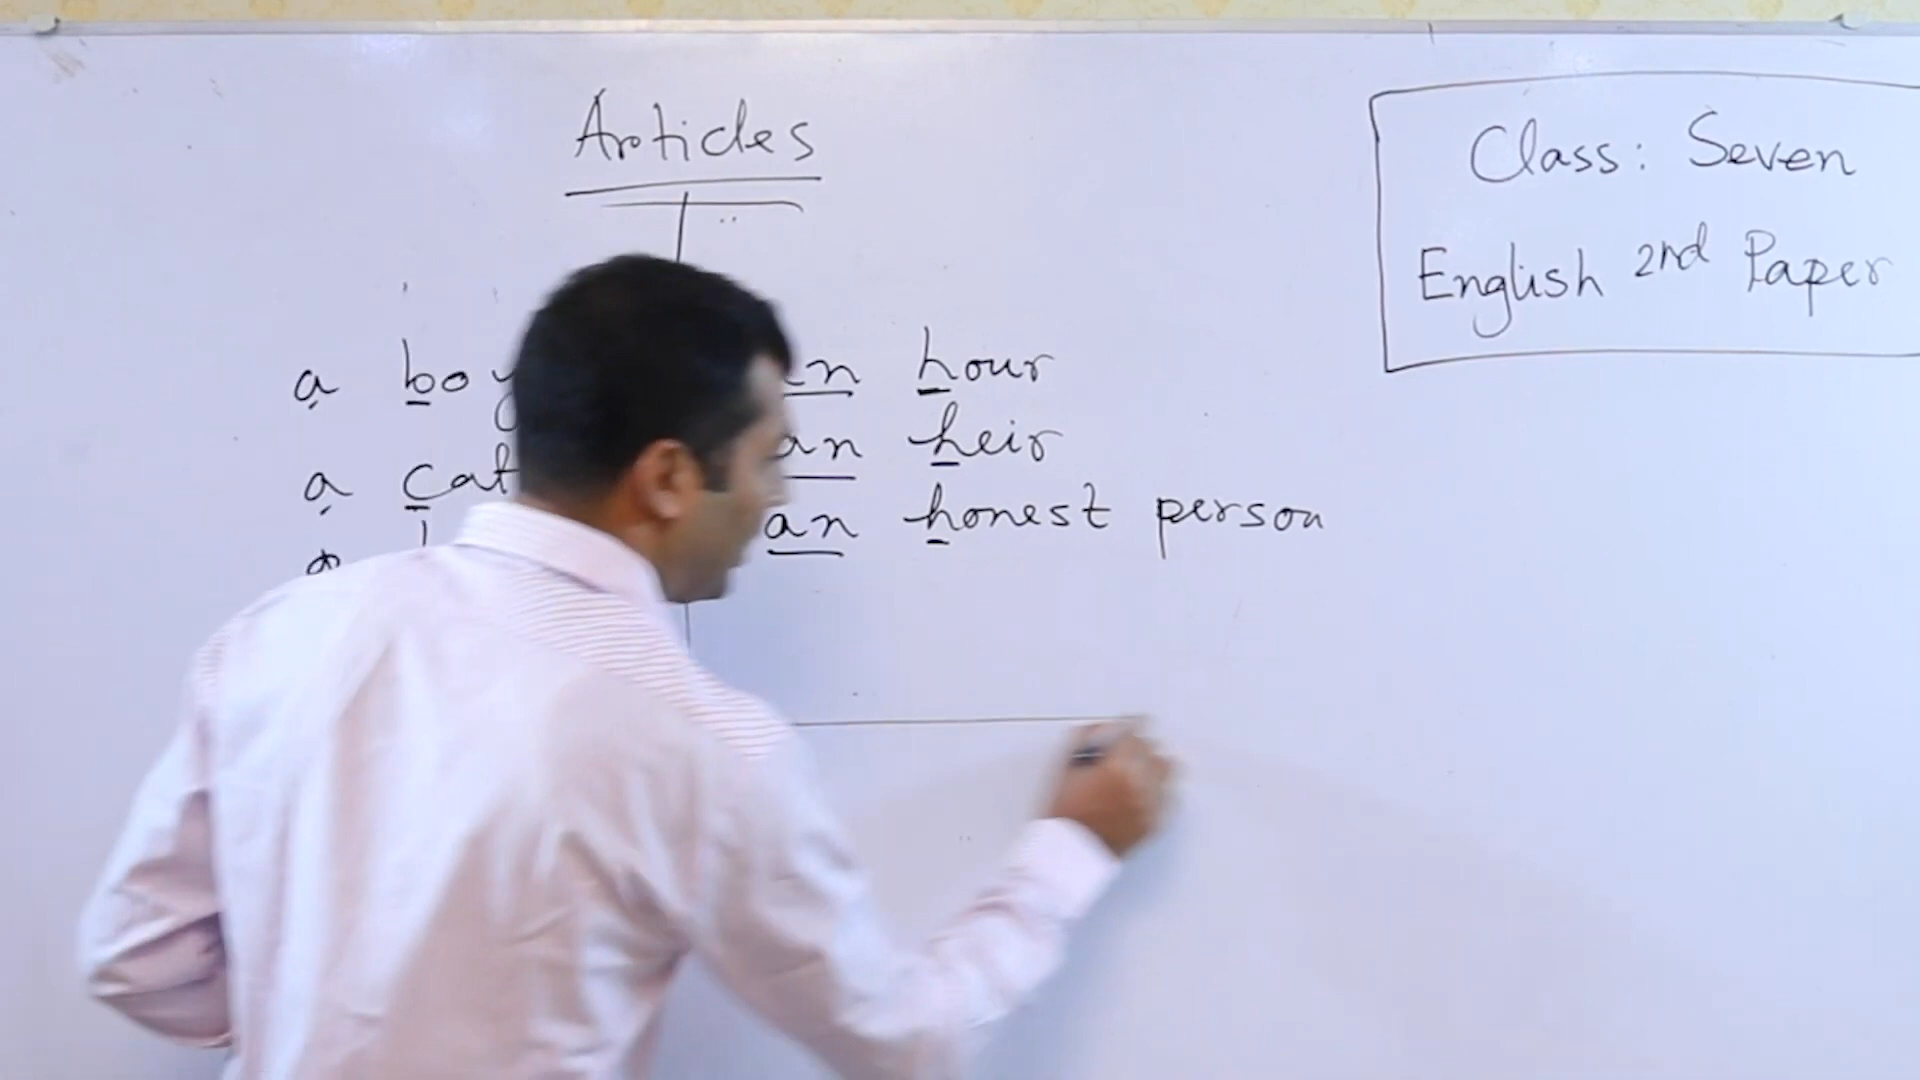 Articles
Class: Seven
English 2nd Paper
a boy
an hour
a cat
an heir
an honest person
a